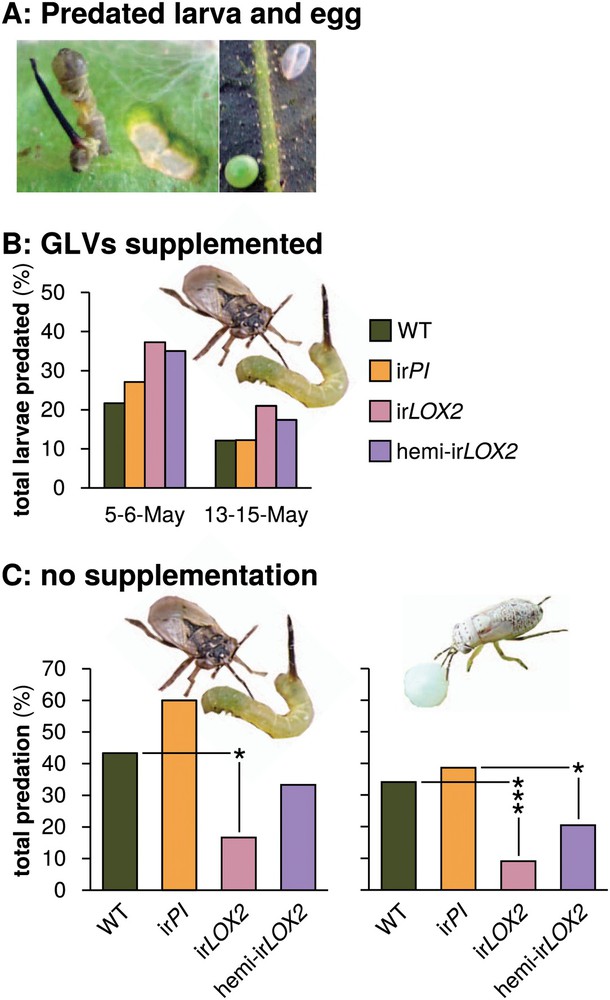 A: Predated larva and egg
B: GLVs supplemented
total larvae predated (%)
50
40
30
20
10
0
5-6-May
13-15-May
WT
irPI
irLOX2
hemi-irLOX2
C: no supplementation
total predation (%)
70
60
50
40
30
20
10
0
*
WT
irPI
irLOX2
hemi-irLOX2
***
*
WT
irPI
irLOX2
hemi-irLOX2